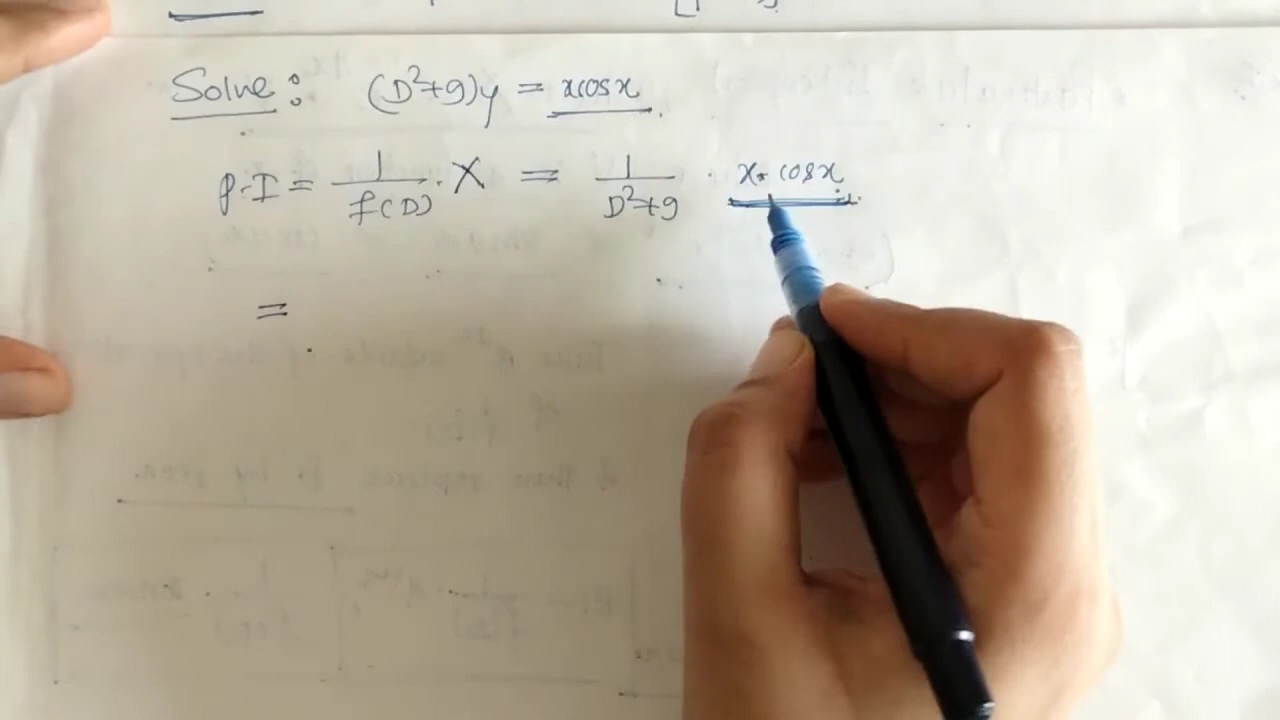 Solve : (D²+9)y = xcosx.
P.I = 1/f(D) . X = 1/D²+9 . x. cosx.
=